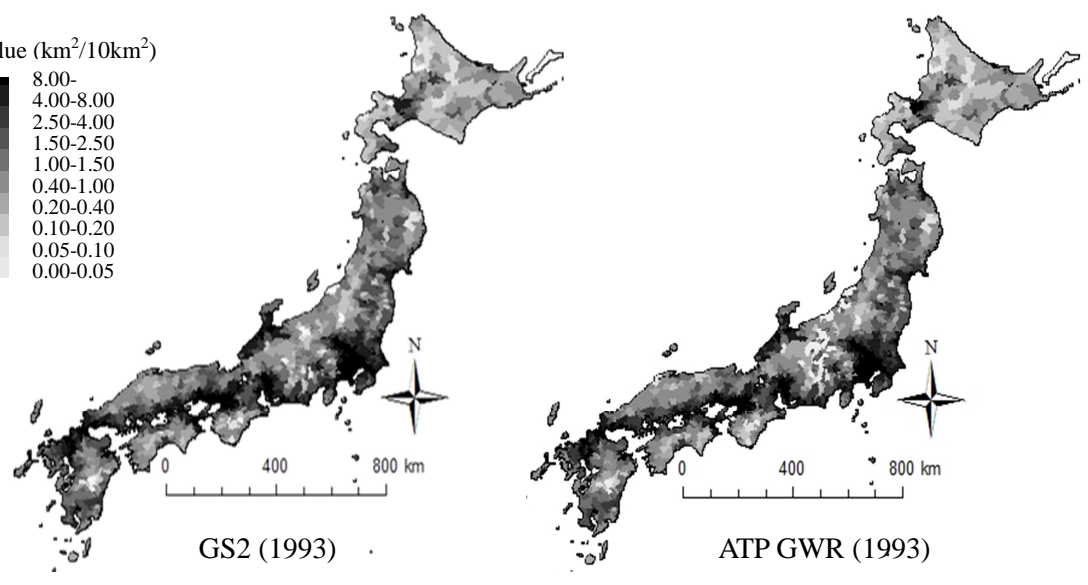 (km²/10km²)
8.00-
4.00-8.00
2.50-4.00
1.50-2.50
1.00-1.50
0.40-1.00
0.20-0.40
0.10-0.20
0.05-0.10
0.00-0.05
N
0 400 800 km
GS2 (1993)
N
0 400 800 km
ATP GWR (1993)